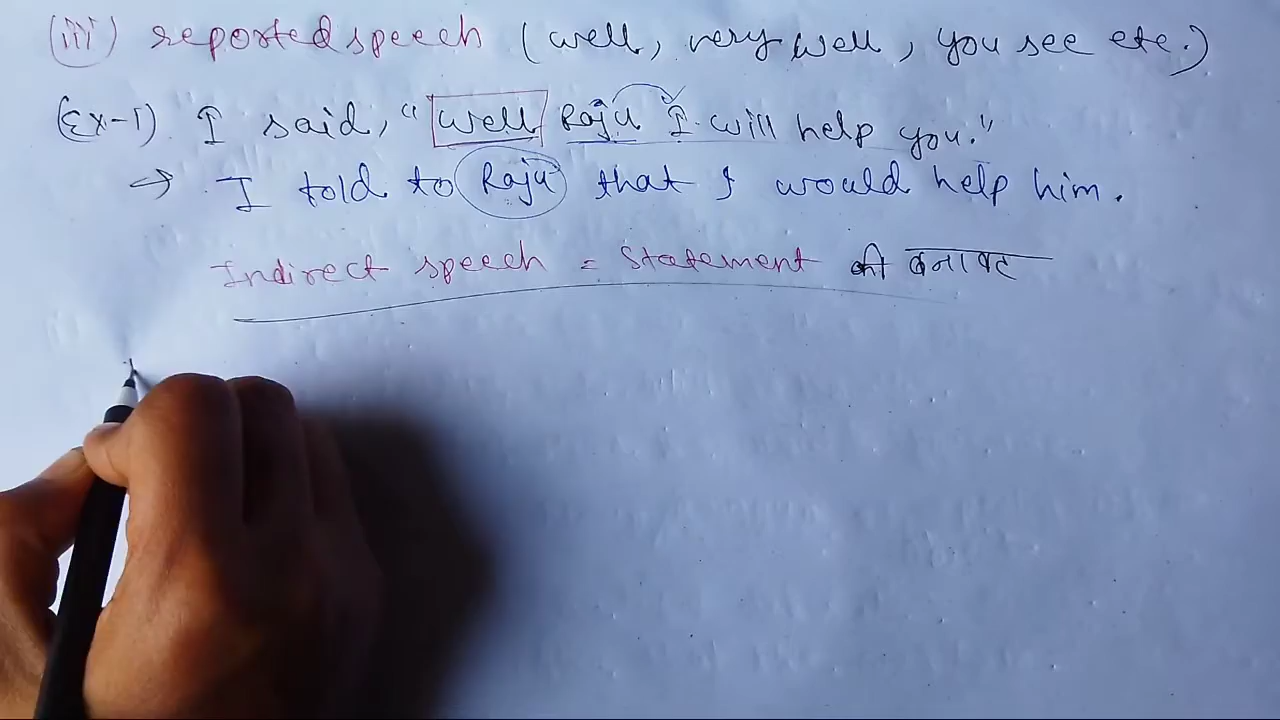 (iii) reported speech (well, very well, you see etc.)
(Ex-1) I said, "Well Raju I will help you."
→ I told to Raju that I would help him.
Indirect speech = Statement की बनावट